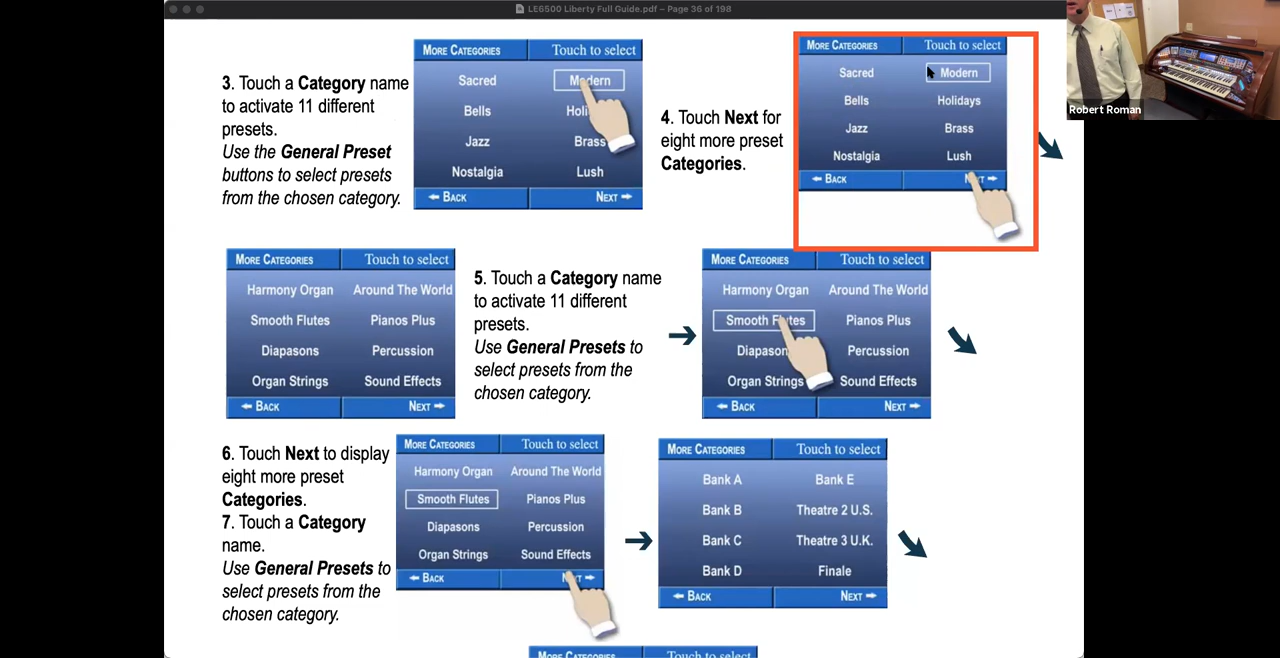 LE6500 Liberty Full Guide.pdf – Page 36 of 198
Robert Roman
3. Touch a Category name
to activate 11 different
presets.
Use the General Preset
buttons to select presets
from the chosen category.
MORE CATEGORIES Touch to select
Sacred Modern
Bells
Jazz Brass
Nostalgia Lush
BACK NEXT
4. Touch Next for
eight more preset
Categories.
MORE CATEGORIES Touch to select
Sacred Modern
Bells Holidays
Jazz Brass
Nostalgia Lush
BACK
MORE CATEGORIES Touch to select
Harmony Organ Around The World
Smooth Flutes Pianos Plus
Diapasons Percussion
Organ Strings Sound Effects
BACK NEXT
5. Touch a Category name
to activate 11 different
presets.
Use General Presets to
select presets from the
chosen category.
MORE CATEGORIES Touch to select
Harmony Organ Around The World
Smooth Flutes Pianos Plus
Percussion
Organ Strings Sound Effects
BACK NEXT
6. Touch Next to display
eight more preset
Categories.
7. Touch a Category
name.
Use General Presets to
select presets from the
chosen category.
MORE CATEGORIES Touch to select
Harmony Organ Around The World
Smooth Flutes Pianos Plus
Diapasons Percussion
Organ Strings Sound Effects
BACK
MORE CATEGORIES Touch to select
Bank A Bank E
Bank B Theatre 2 U.S.
Bank C Theatre 3 U.K.
Bank D Finale
BACK NEXT
MORE CATEGORIES Touch to select